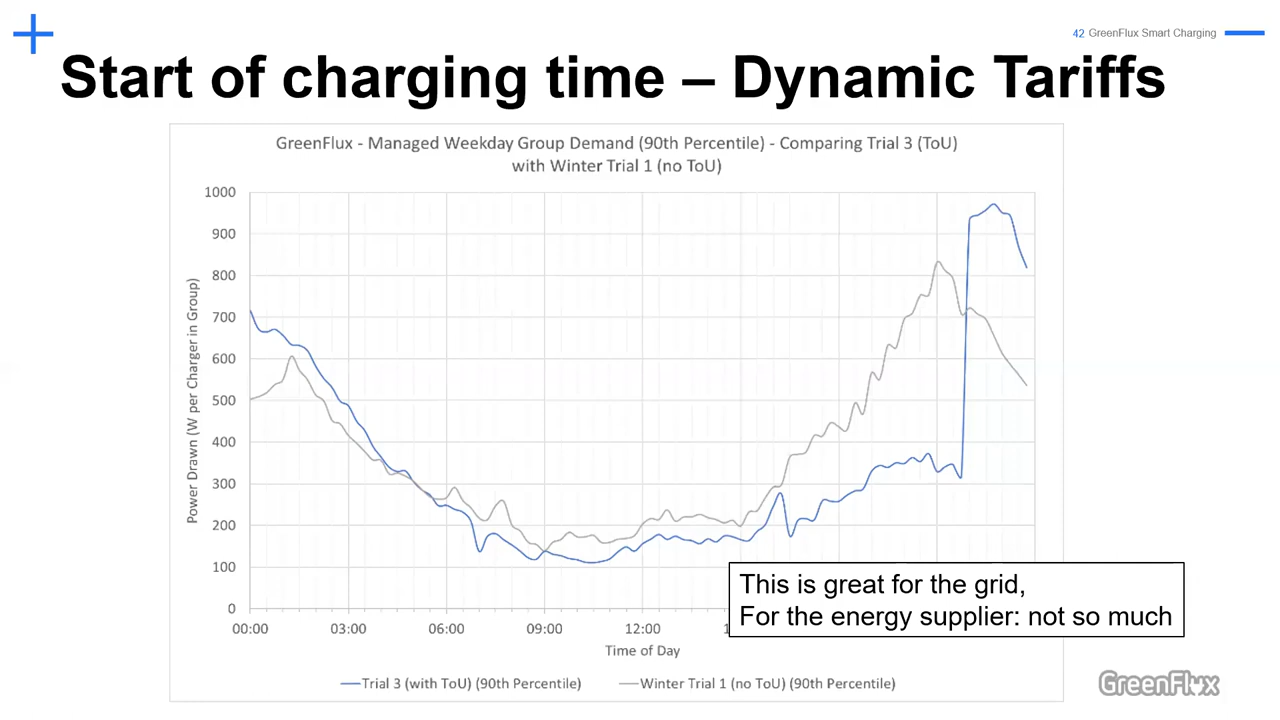 42 GreenFlux Smart Charging
Start of charging time – Dynamic Tariffs
GreenFlux - Managed Weekday Group Demand (90th Percentile) - Comparing Trial 3 (ToU)
with Winter Trial 1 (no ToU)
1000
900
800
700
600
500
400
300
200
100
0
Power Drawn (W per Charger in Group)
00:00
03:00
06:00
09:00
12:00
Time of Day
This is great for the grid,
For the energy supplier: not so much
Trial 3 (with ToU) (90th Percentile)
Winter Trial 1 (no ToU) (90th Percentile)
GreenFlux